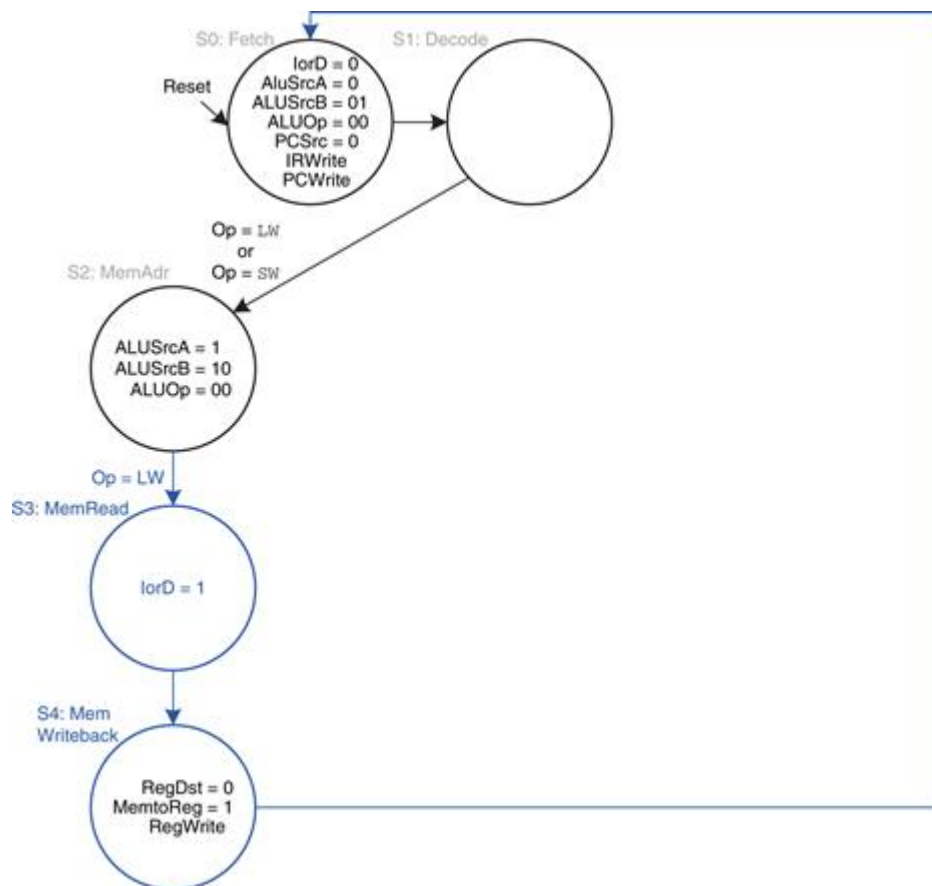 S0: Fetch
S1: Decode
Reset
IorD = 0
AluSrcA = 0
ALUSrcB = 01
ALUOp = 00
PCSrc = 0
IRWrite
PCWrite
Op = LW
or
Op = SW
S2: MemAdr
ALUSrcA = 1
ALUSrcB = 10
ALUOp = 00
Op = LW
S3: MemRead
IorD = 1
S4: Mem
Writeback
RegDst = 0
MemtoReg = 1
RegWrite